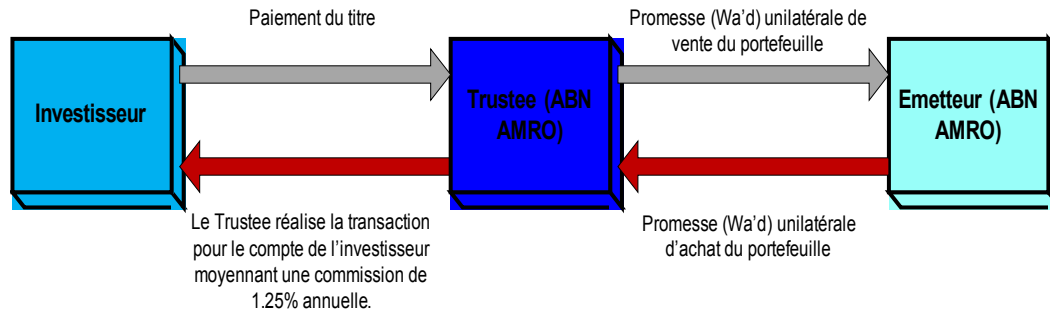 Paiement du titre
Promesse (Wa’d) unilatérale de
vente du portefeuille
Investisseur
Trustee (ABN
AMRO)
Emetteur (ABN
AMRO)
Le Trustee réalise la transaction
pour le compte de l’investisseur
moyennant une commission de
1.25% annuelle.
Promesse (Wa’d) unilatérale
d’achat du portefeuille